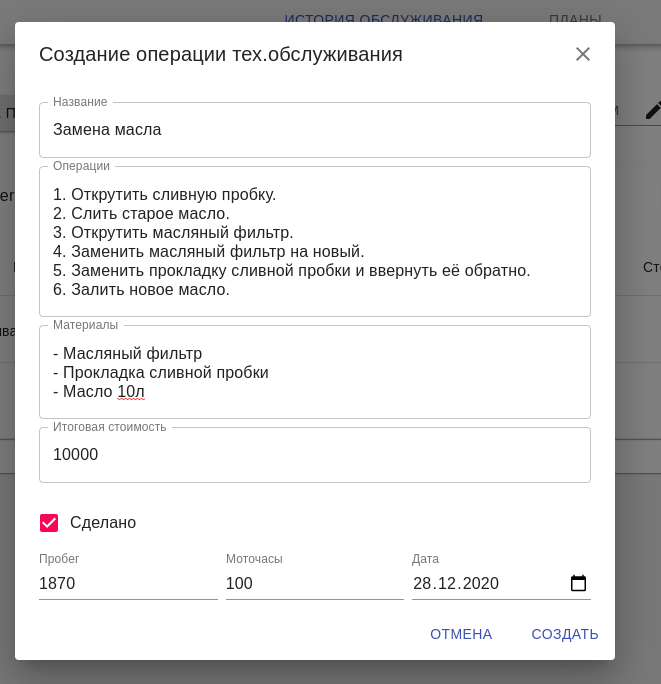 ИСТОРИЯ ОБСЛУЖИВАНИЯ ПЛАНЫ
Создание операции тех.обслуживания
Название
Замена масла
Операции
1. Открутить сливную пробку.
2. Слить старое масло.
3. Открутить масляный фильтр.
4. Заменить масляный фильтр на новый.
5. Заменить прокладку сливной пробки и ввернуть её обратно.
6. Залить новое масло.
Материалы
- Масляный фильтр
- Прокладка сливной пробки
- Масло 10л
Итоговая стоимость
10000
Сделано
Пробег Моточасы Дата
1870 100 28.12.2020
ОТМЕНА СОЗДАТЬ